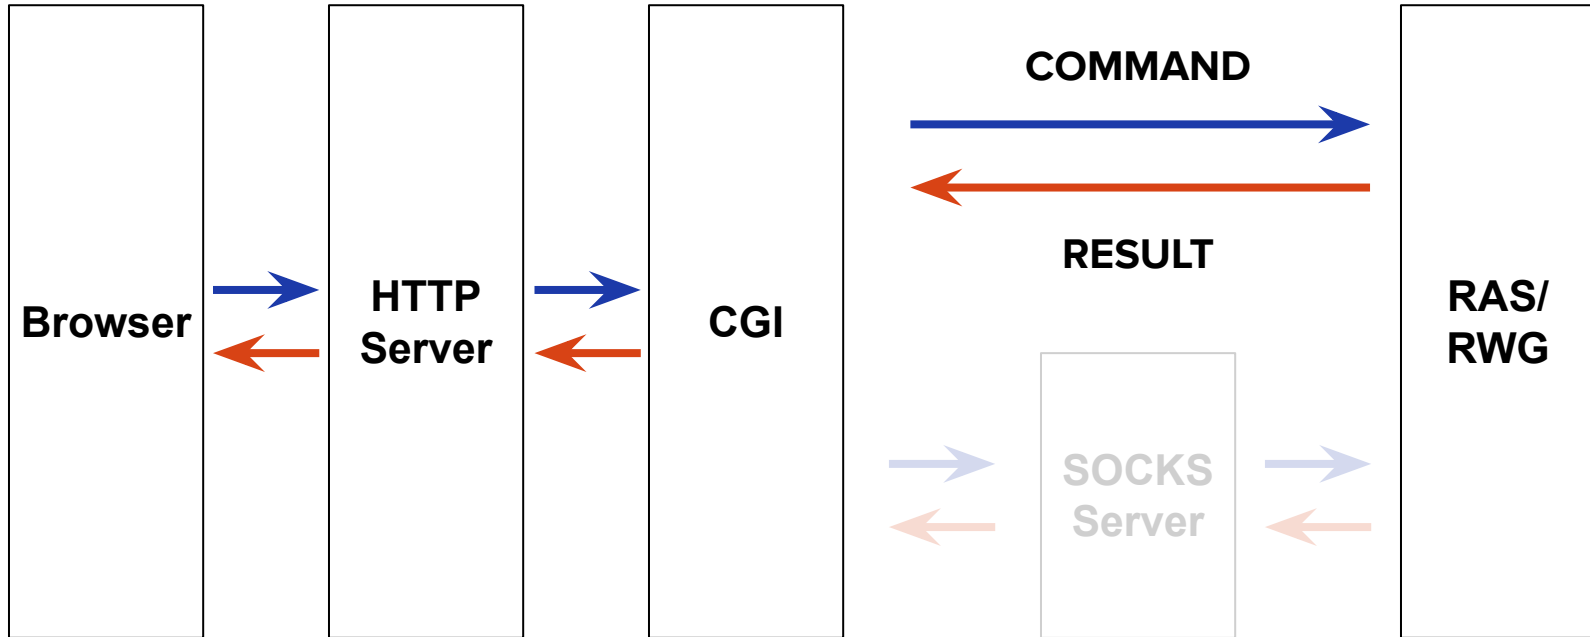 Browser
HTTP
Server
CGI
COMMAND
RESULT
SOCKS
Server
RAS/
RWG